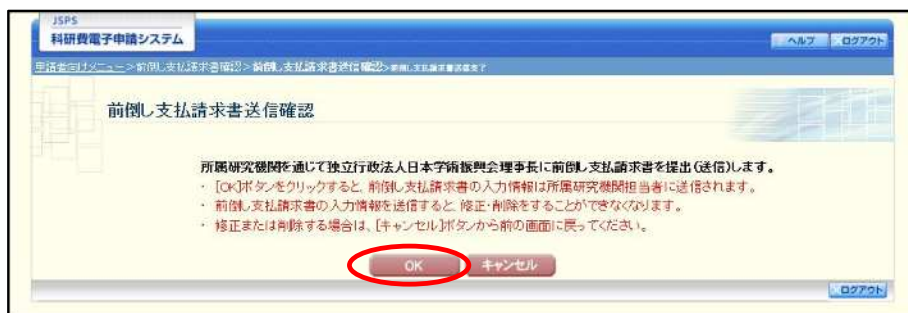 JSPS
科研費電子申請システム
ヘルプ
ログアウト
申請者向けメニュー>前倒し支払請求書確認>前倒し支払請求書送信確認>前倒し支払請求書送信完了
前倒し支払請求書送信確認
所属研究機関を通じて独立行政法人日本学術振興会理事長に前倒し支払請求書を提出(送信)します。
・ [OK]ボタンをクリックすると、前倒し支払請求書の入力情報は所属研究機関担当者に送信されます。
・ 前倒し支払請求書の入力情報を送信すると、修正・削除をすることができなくなります。
・ 修正または削除する場合は、[キャンセル]ボタンから前の画面に戻ってください。
OK
キャンセル
ログアウト